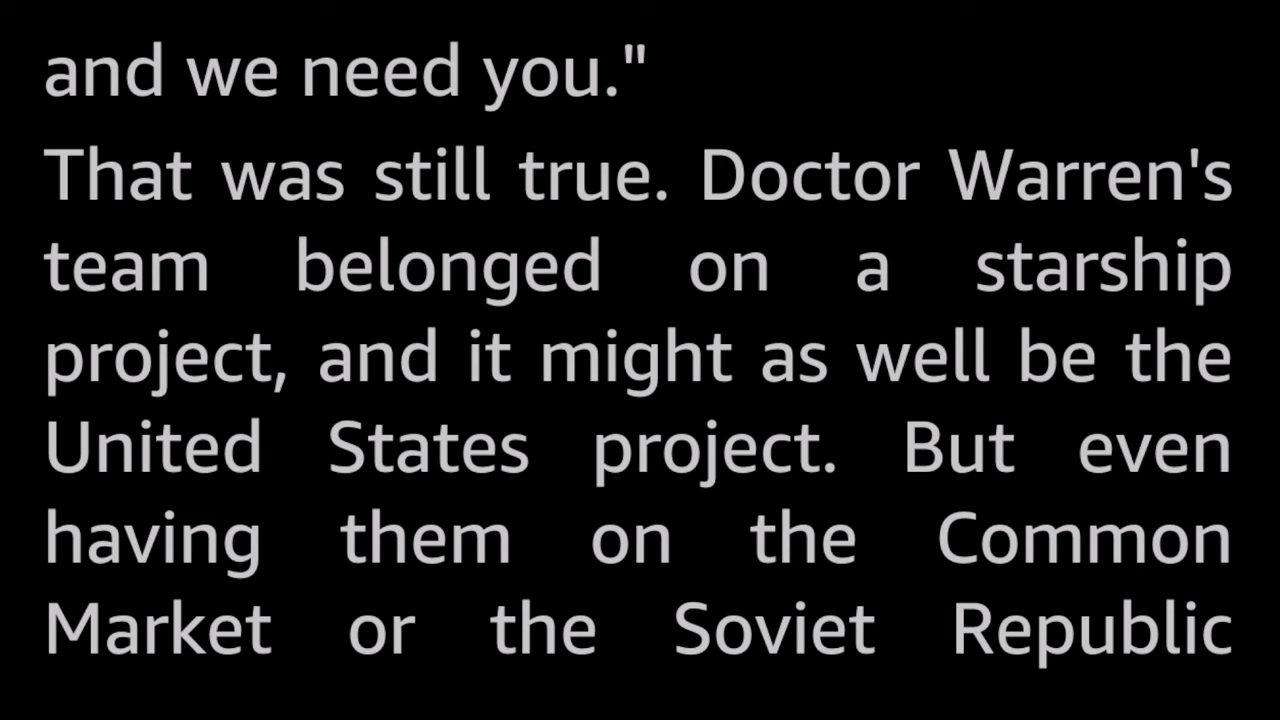 and we need you."
That was still true. Doctor Warren's
team belonged on a starship
project, and it might as well be the
United States project. But even
having them on the Common
Market or the Soviet Republic